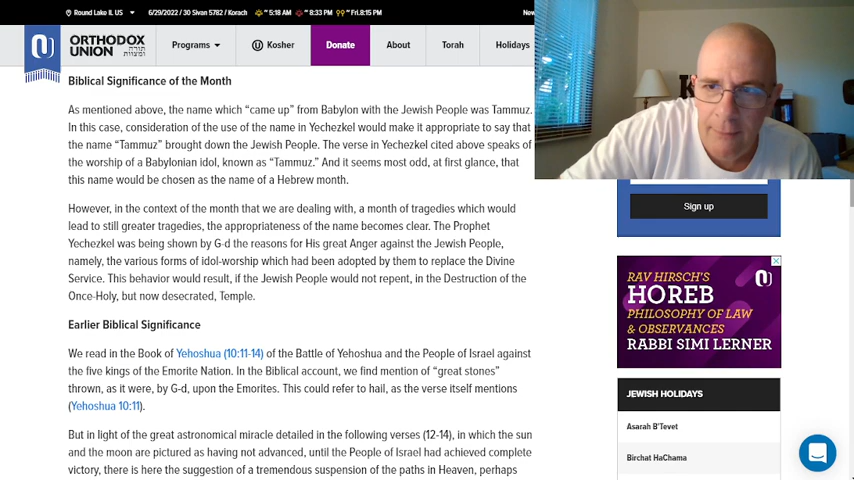 Round Lake IL US
6/29/2022 / 30 Sivan 5782 / Korach
~ 5:18 AM
~ 8:33 PM
~ Fri.8:15 PM
New
ORTHODOX
UNION
תורה
ומצוות
Programs
Kosher
Donate
About
Torah
Holidays
Biblical Significance of the Month
As mentioned above, the name which “came up” from Babylon with the Jewish People was Tammuz.
In this case, consideration of the use of the name in Yechezkel would make it appropriate to say that
the name “Tammuz” brought down the Jewish People. The verse in Yechezkel cited above speaks of
the worship of a Babylonian idol, known as “Tammuz.” And it seems most odd, at first glance, that
this name would be chosen as the name of a Hebrew month.
However, in the context of the month that we are dealing with, a month of tragedies which would
lead to still greater tragedies, the appropriateness of the name becomes clear. The Prophet
Yechezkel was being shown by G-d the reasons for His great Anger against the Jewish People,
namely, the various forms of idol-worship which had been adopted by them to replace the Divine
Service. This behavior would result, if the Jewish People would not repent, in the Destruction of the
Once-Holy, but now desecrated, Temple.
Earlier Biblical Significance
We read in the Book of Yehoshua (10:11-14) of the Battle of Yehoshua and the People of Israel against
the five kings of the Emorite Nation. In the Biblical account, we find mention of “great stones”
thrown, as it were, by G-d, upon the Emorites. This could refer to hail, as the verse itself mentions
(Yehoshua 10:11).
But in light of the great astronomical miracle detailed in the following verses (12-14), in which the sun
and the moon are pictured as having not advanced, until the People of Israel had achieved complete
victory, there is here the suggestion of a tremendous suspension of the paths in Heaven, perhaps
Sign up
RAV HIRSCH'S
HOREB
PHILOSOPHY OF LAW
& OBSERVANCES
RABBI SIMI LERNER
JEWISH HOLIDAYS
Asarah B'Tevet
Birchat HaChama